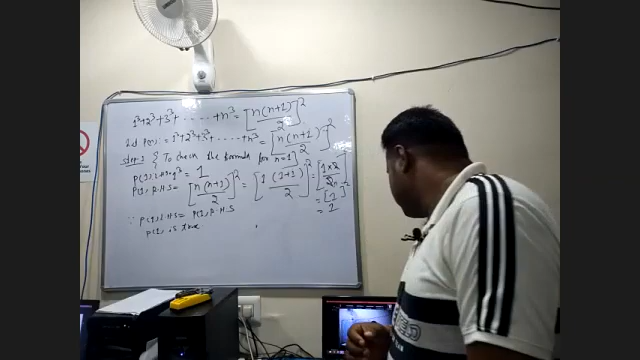 1³+2³+3³+ ····· +n³ = [n(n+1)/2]²
Let P(n): = 1³+2³+3³+ ····· +n³ = [n(n+1)/2]²
Step 1 { To check the formula for n=1}
P(1) L.H.S = 1³ = 1
P(1) R.H.S = [n(n+1)/2]² = [1(1+1)/2]² = [1×2/2]²
= [1]²
= 1
∵ P(1) L.H.S = P(1) R.H.S
P(1) is true